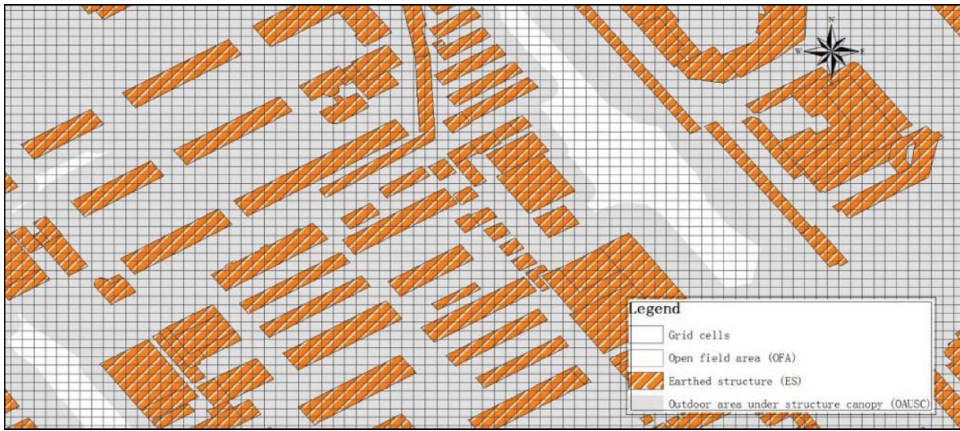 N
W
E
S
Legend
Grid cells
Open field area (OFA)
Earthed structure (ES)
Outdoor area under structure canopy (OAUSC)